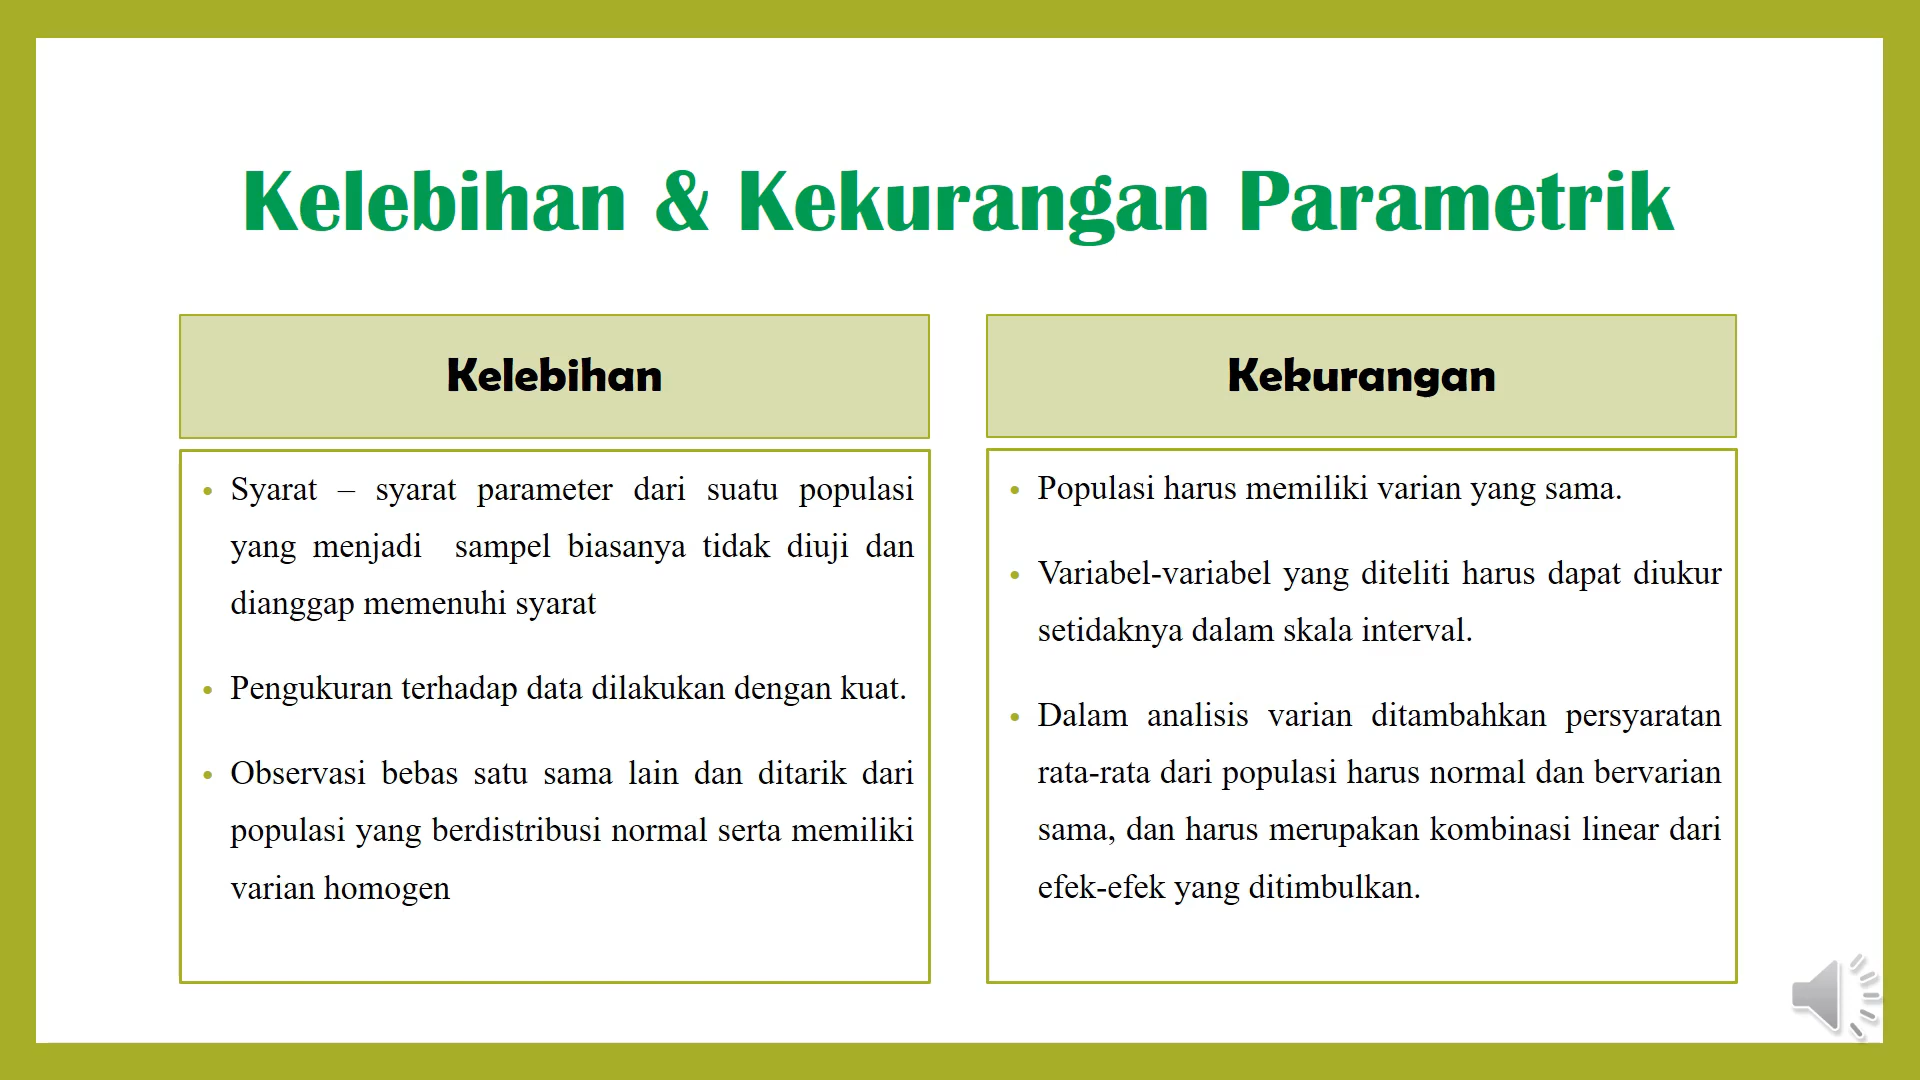 Kelebihan & Kekurangan Parametrik
Kelebihan
• Syarat – syarat parameter dari suatu populasi
yang menjadi sampel biasanya tidak diuji dan
dianggap memenuhi syarat
• Pengukuran terhadap data dilakukan dengan kuat.
• Observasi bebas satu sama lain dan ditarik dari
populasi yang berdistribusi normal serta memiliki
varian homogen
Kekurangan
• Populasi harus memiliki varian yang sama.
• Variabel-variabel yang diteliti harus dapat diukur
setidaknya dalam skala interval.
• Dalam analisis varian ditambahkan persyaratan
rata-rata dari populasi harus normal dan bervarian
sama, dan harus merupakan kombinasi linear dari
efek-efek yang ditimbulkan.